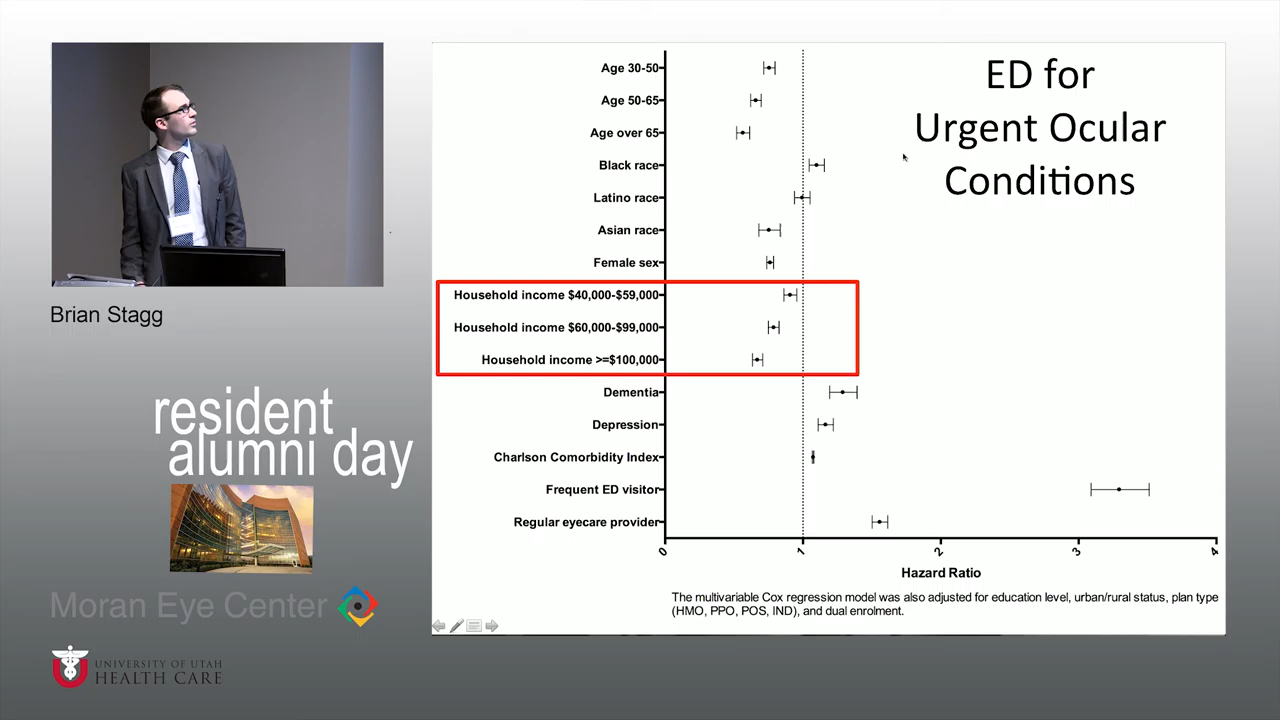 Brian Stagg
resident
alumni day
Moran Eye Center
UNIVERSITY OF UTAH
HEALTH CARE
ED for
Urgent Ocular
Conditions
Age 30-50
Age 50-65
Age over 65
Black race
Latino race
Asian race
Female sex
Household income $40,000-$59,000
Household income $60,000-$99,000
Household income >=$100,000
Dementia
Depression
Charlson Comorbidity Index
Frequent ED visitor
Regular eyecare provider
0 1 2 3 4
Hazard Ratio
The multivariable Cox regression model was also adjusted for education level, urban/rural status, plan type
(HMO, PPO, POS, IND), and dual enrolment.